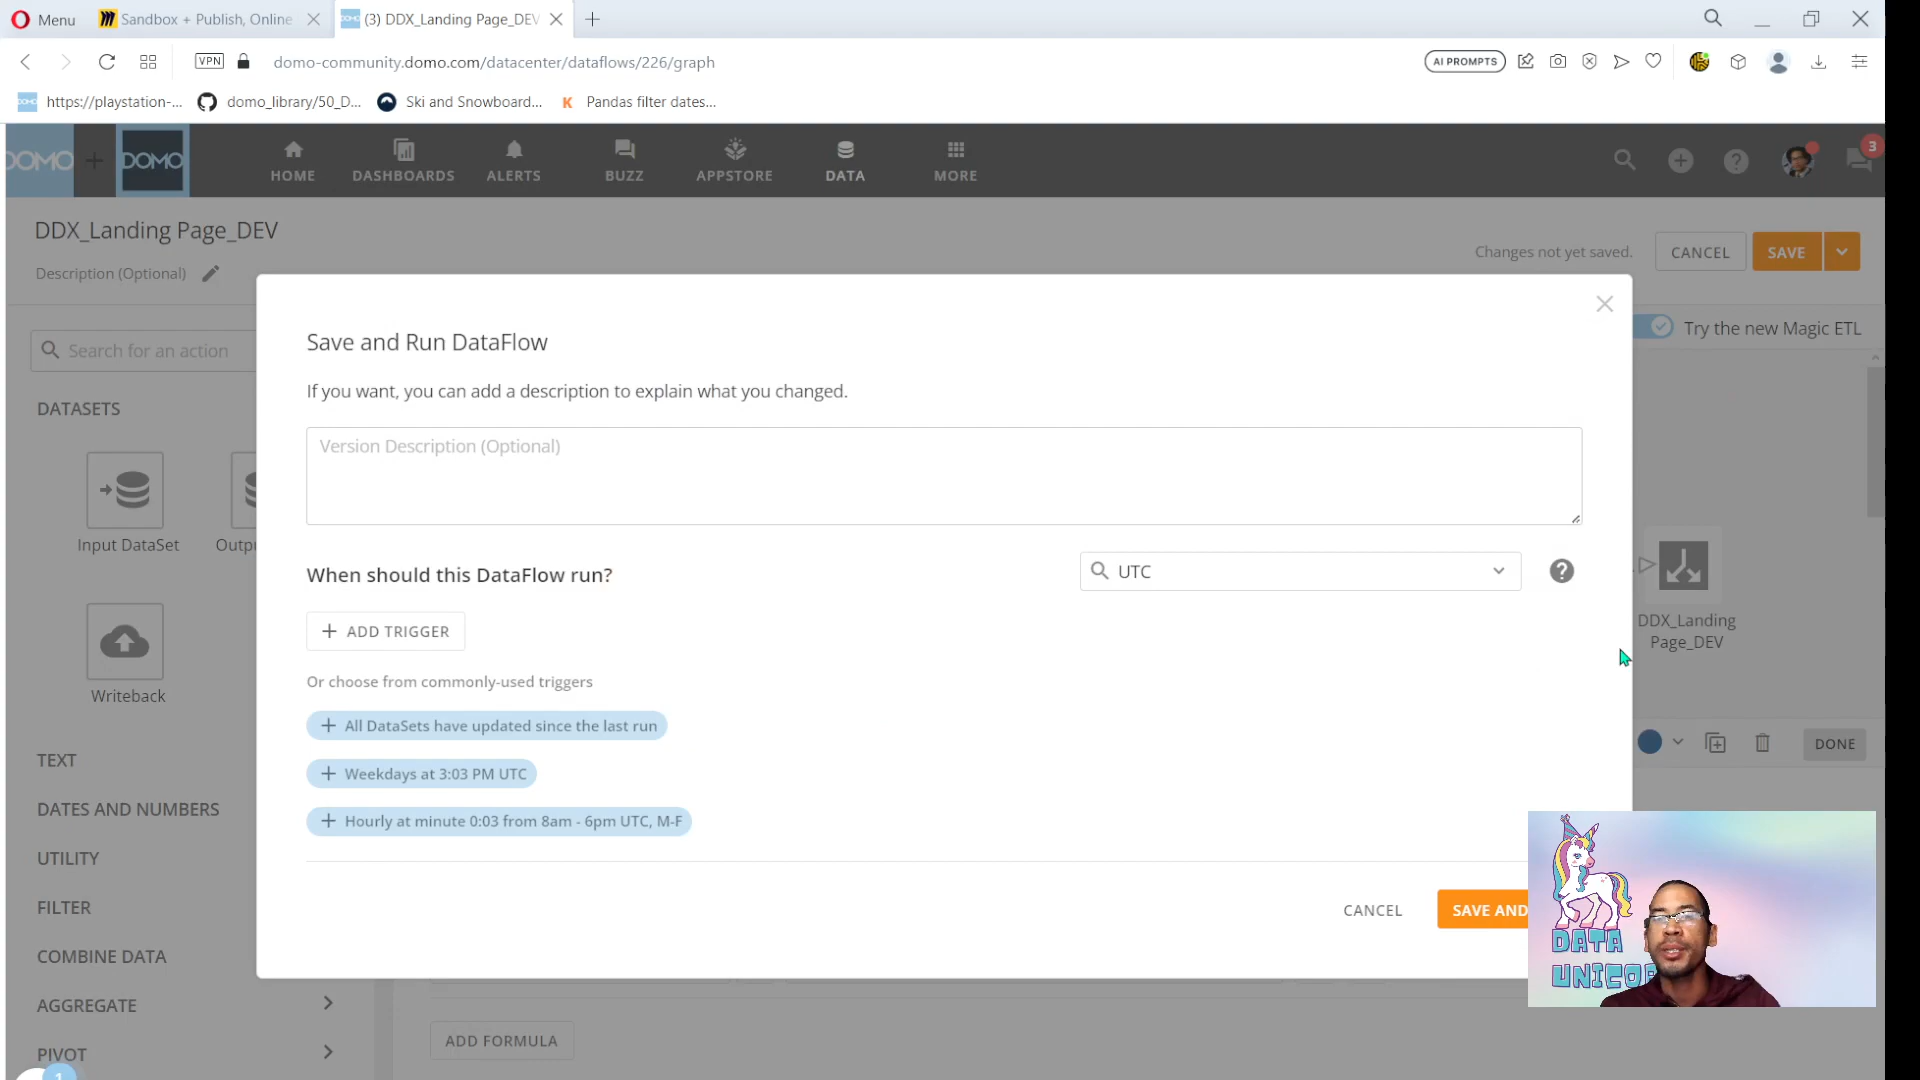 Menu
Sandbox + Publish, Online
(3) DDX_Landing Page_DEV
VPN
domo-community.domo.com/datacenter/dataflows/226/graph
AI PROMPTS
https://playstation-...
domo_library/50_D...
Ski and Snowboard...
K Pandas filter dates...
DOMO
DOMO
HOME
DASHBOARDS
ALERTS
BUZZ
APPSTORE
DATA
MORE
3
DDX_Landing Page_DEV
Description (Optional)
Changes not yet saved.
CANCEL
SAVE
Search for an action
Try the new Magic ETL
DATASETS
Input DataSet
Outp
Writeback
TEXT
DATES AND NUMBERS
UTILITY
FILTER
COMBINE DATA
AGGREGATE
PIVOT
1
Save and Run DataFlow
If you want, you can add a description to explain what you changed.
Version Description (Optional)
When should this DataFlow run?
UTC
ADD TRIGGER
Or choose from commonly-used triggers
All DataSets have updated since the last run
Weekdays at 3:03 PM UTC
Hourly at minute 0:03 from 8am - 6pm UTC, M-F
CANCEL
SAVE AND
DDX_Landing
Page_DEV
DONE
ADD FORMULA
DATA
UNICO